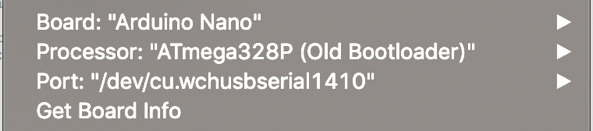 Board: "Arduino Nano"
Processor: "ATmega328P (Old Bootloader)"
Port: "/dev/cu.wchusbserial1410"
Get Board Info